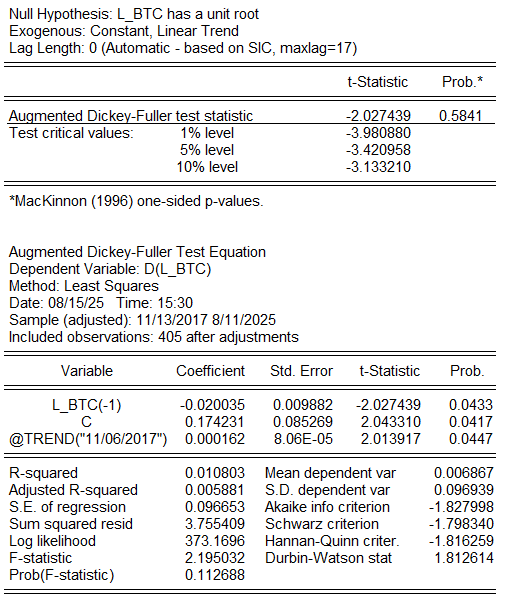 Null Hypothesis: L_BTC has a unit root
Exogenous: Constant, Linear Trend
Lag Length: 0 (Automatic - based on SIC, maxlag=17)
t-Statistic Prob.*
Augmented Dickey-Fuller test statistic -2.027439 0.5841
Test critical values: 1% level -3.980880
5% level -3.420958
10% level -3.133210
*MacKinnon (1996) one-sided p-values.
Augmented Dickey-Fuller Test Equation
Dependent Variable: D(L_BTC)
Method: Least Squares
Date: 08/15/25 Time: 15:30
Sample (adjusted): 11/13/2017 8/11/2025
Included observations: 405 after adjustments
Variable Coefficient Std. Error t-Statistic Prob.
L_BTC(-1) -0.020035 0.009882 -2.027439 0.0433
C 0.174231 0.085269 2.043310 0.0417
@TREND("11/06/2017") 0.000162 8.06E-05 2.013917 0.0447
R-squared 0.010803 Mean dependent var 0.006867
Adjusted R-squared 0.005881 S.D. dependent var 0.096939
S.E. of regression 0.096653 Akaike info criterion -1.827998
Sum squared resid 3.755409 Schwarz criterion -1.798340
Log likelihood 373.1696 Hannan-Quinn criter. -1.816259
F-statistic 2.195032 Durbin-Watson stat 1.812614
Prob(F-statistic) 0.112688